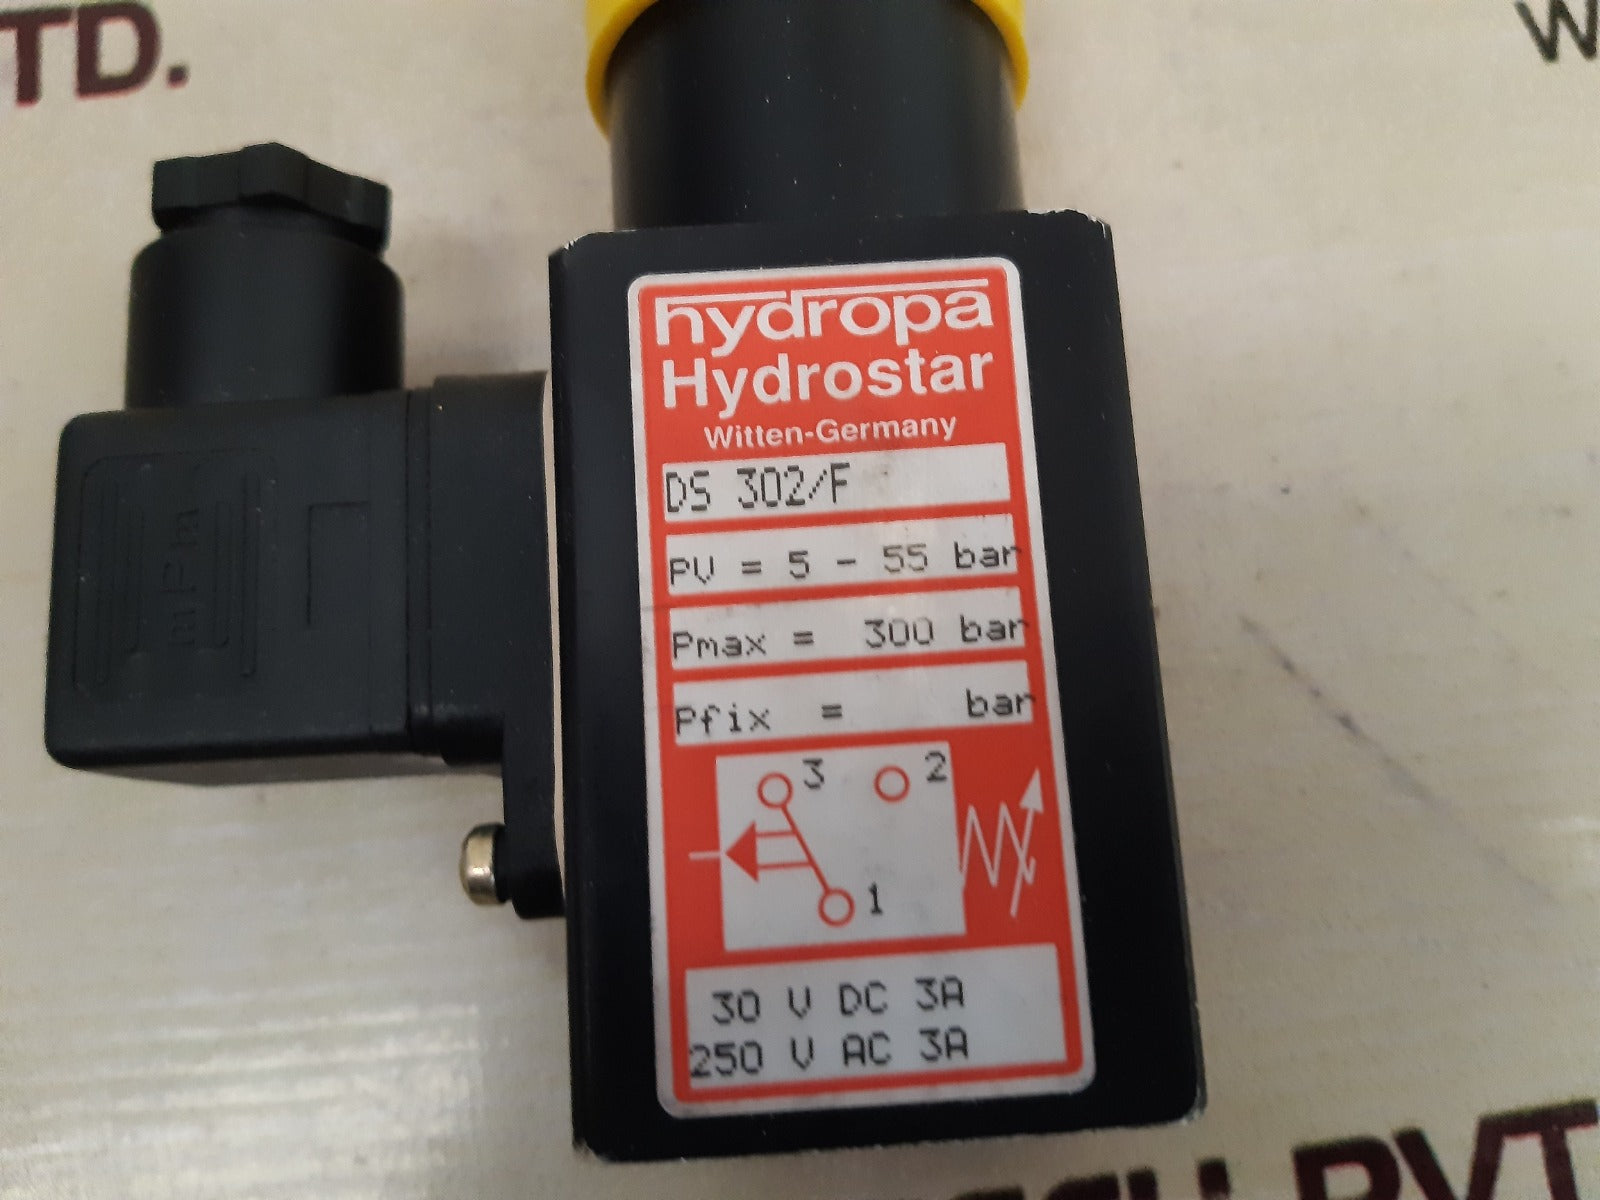 TD.
W
hydropa
Hydrostar
Witten-Germany
DS 302/F
PV = 5 - 55 bar
Pmax = 300 bar
Pfix = bar
3 2
1
30 V DC 3A
250 V AC 3A
PVT